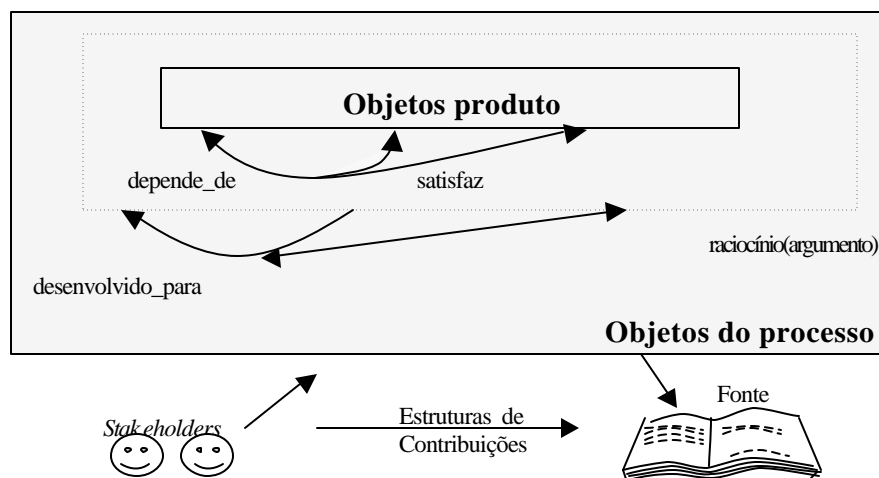 Objetos produto
depende_de
satisfaz
raciocínio(argumento)
desenvolvido_para
Objetos do processo
Fonte
Stakeholders
Estruturas de
Contribuições